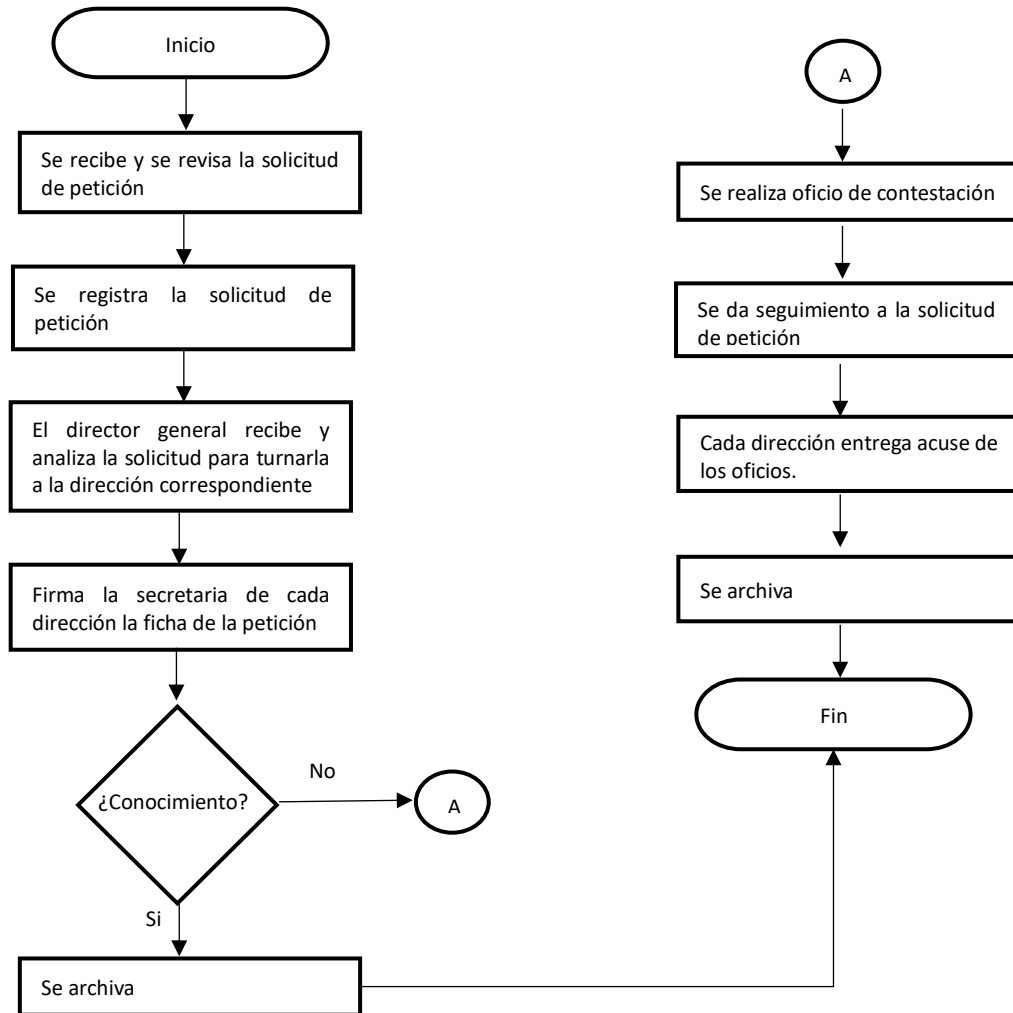 Inicio
Se recibe y se revisa la solicitud
de petición
Se registra la solicitud de
petición
El director general recibe y
analiza la solicitud para turnarla
a la dirección correspondiente
Firma la secretaria de cada
dirección la ficha de la petición
¿Conocimiento?
No
A
Si
Se archiva
A
Se realiza oficio de contestación
Se da seguimiento a la solicitud
de petición
Cada dirección entrega acuse de
los oficios.
Se archiva
Fin